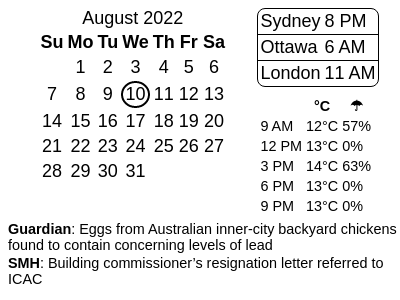 August 2022
Su Mo Tu We Th Fr Sa
1 2 3 4 5 6
7 8 9 10 11 12 13
14 15 16 17 18 19 20
21 22 23 24 25 26 27
28 29 30 31
Sydney 8 PM
Ottawa 6 AM
London 11 AM
°C ☂
9 AM 12°C 57%
12 PM 13°C 0%
3 PM 14°C 63%
6 PM 13°C 0%
9 PM 13°C 0%
Guardian: Eggs from Australian inner-city backyard chickens
found to contain concerning levels of lead
SMH: Building commissioner's resignation letter referred to
ICAC